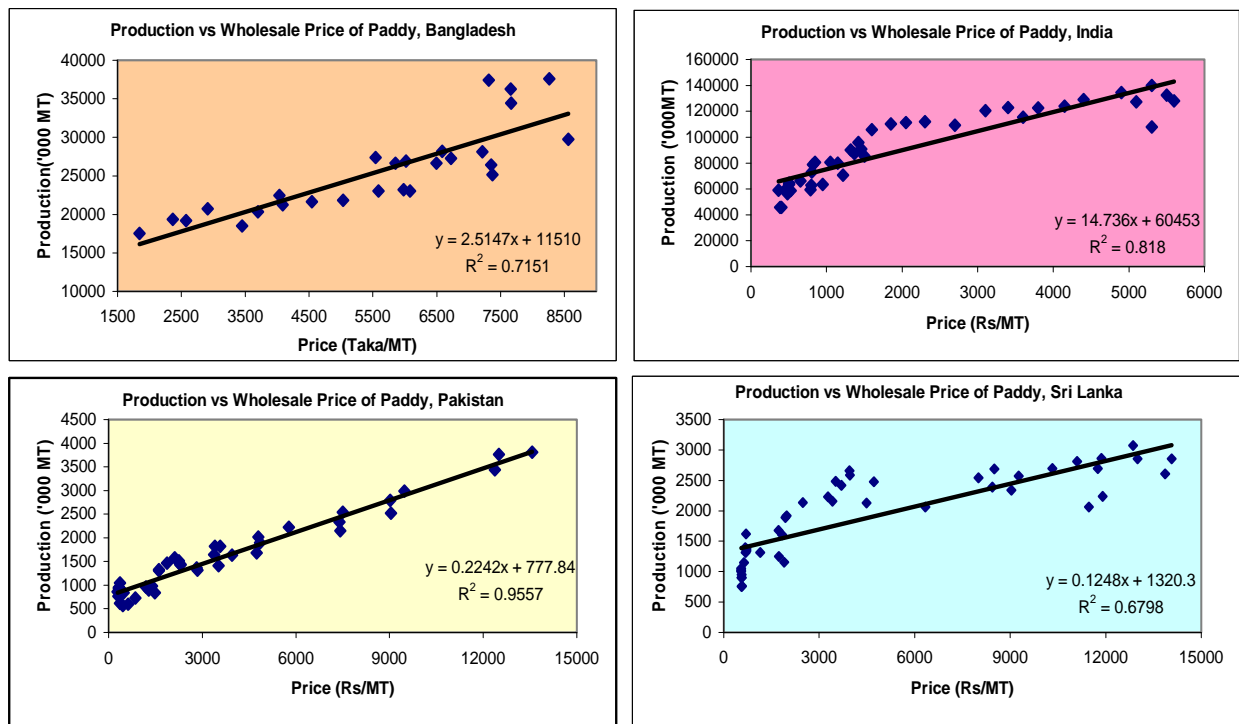 Production vs Wholesale Price of Paddy, Bangladesh
Production('000 MT)
40000
35000
30000
25000
20000
15000
10000
y = 2.5147x + 11510
R² = 0.7151
1500 2500 3500 4500 5500 6500 7500 8500
Price (Taka/MT)
Production vs Wholesale Price of Paddy, India
Production ('000MT)
160000
140000
120000
100000
80000
60000
40000
20000
0
y = 14.736x + 60453
R² = 0.818
0 1000 2000 3000 4000 5000 6000
Price (Rs/MT)
Production vs Wholesale Price of Paddy, Pakistan
Production ('000 MT)
4500
4000
3500
3000
2500
2000
1500
1000
500
0
y = 0.2242x + 777.84
R² = 0.9557
0 3000 6000 9000 12000 15000
Price (Rs/MT)
Production vs Wholesale Price of Paddy, Sri Lanka
Production ('000 MT)
3500
3000
2500
2000
1500
1000
500
0
y = 0.1248x + 1320.3
R² = 0.6798
0 3000 6000 9000 12000 15000
Price (Rs/MT)